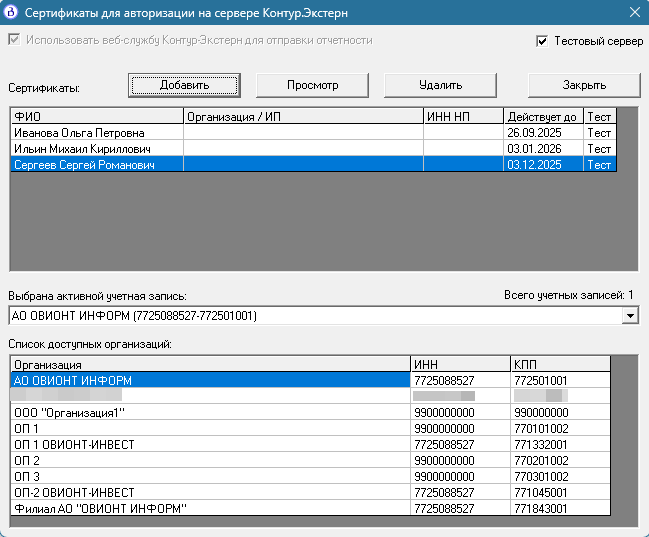 Сертификаты для авторизации на сервере Контур.Экстерн
Использовать веб-службу Контур-Экстерн для отправки отчетности
Тестовый сервер
Сертификаты: Добавить Просмотр Удалить Закрыть
ФИО Организация / ИП ИНН НП Действует до Тест
Иванова Ольга Петровна 26.09.2025 Тест
Ильин Михаил Кириллович 03.01.2026 Тест
Сергеев Сергей Романович 03.12.2025 Тест
Выбрана активной учетная запись: Всего учетных записей: 1
АО ОВИОНТ ИНФОРМ (7725088527-772501001)
Список доступных организаций:
Организация ИНН КПП
АО ОВИОНТ ИНФОРМ 7725088527 772501001
ООО "Организация1" 9900000000 990000000
ОП 1 9900000000 770101002
ОП 1 ОВИОНТ-ИНВЕСТ 7725088527 771332001
ОП 2 9900000000 770201002
ОП 3 9900000000 770301002
ОП-2 ОВИОНТ-ИНВЕСТ 7725088527 771045001
Филиал АО "ОВИОНТ ИНФОРМ" 7725088527 771843001